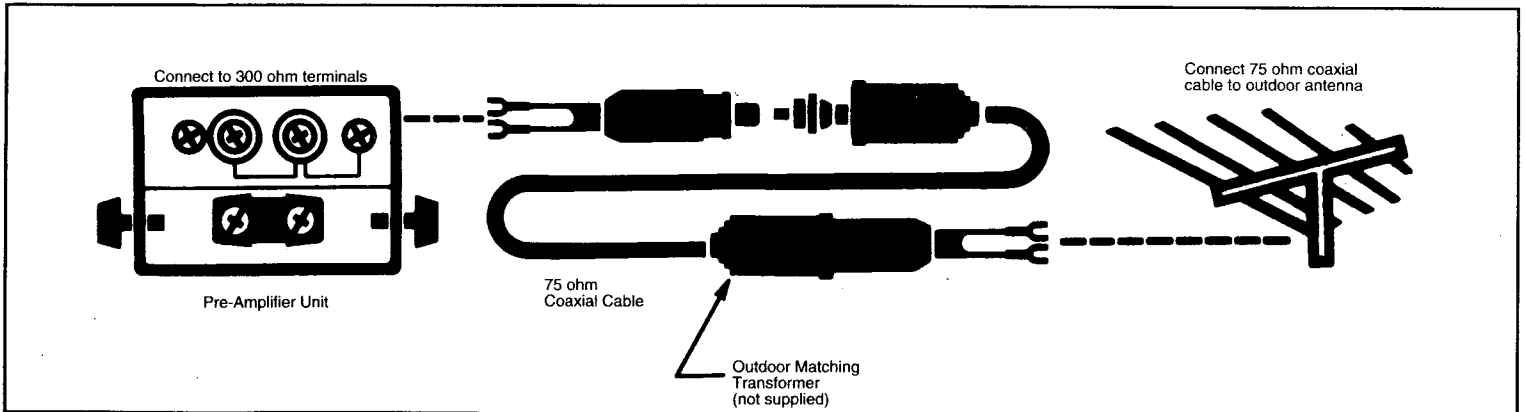 Connect to 300 ohm terminals
Connect 75 ohm coaxial
cable to outdoor antenna
Pre-Amplifier Unit
75 ohm
Coaxial Cable
Outdoor Matching
Transformer
(not supplied)